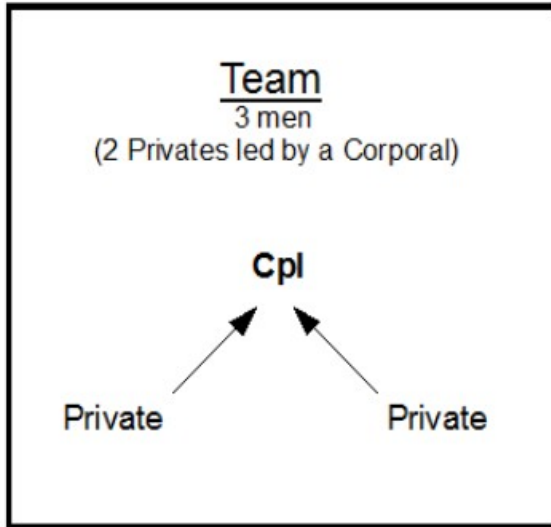 Team
3 men
(2 Privates led by a Corporal)
Cpl
Private Private